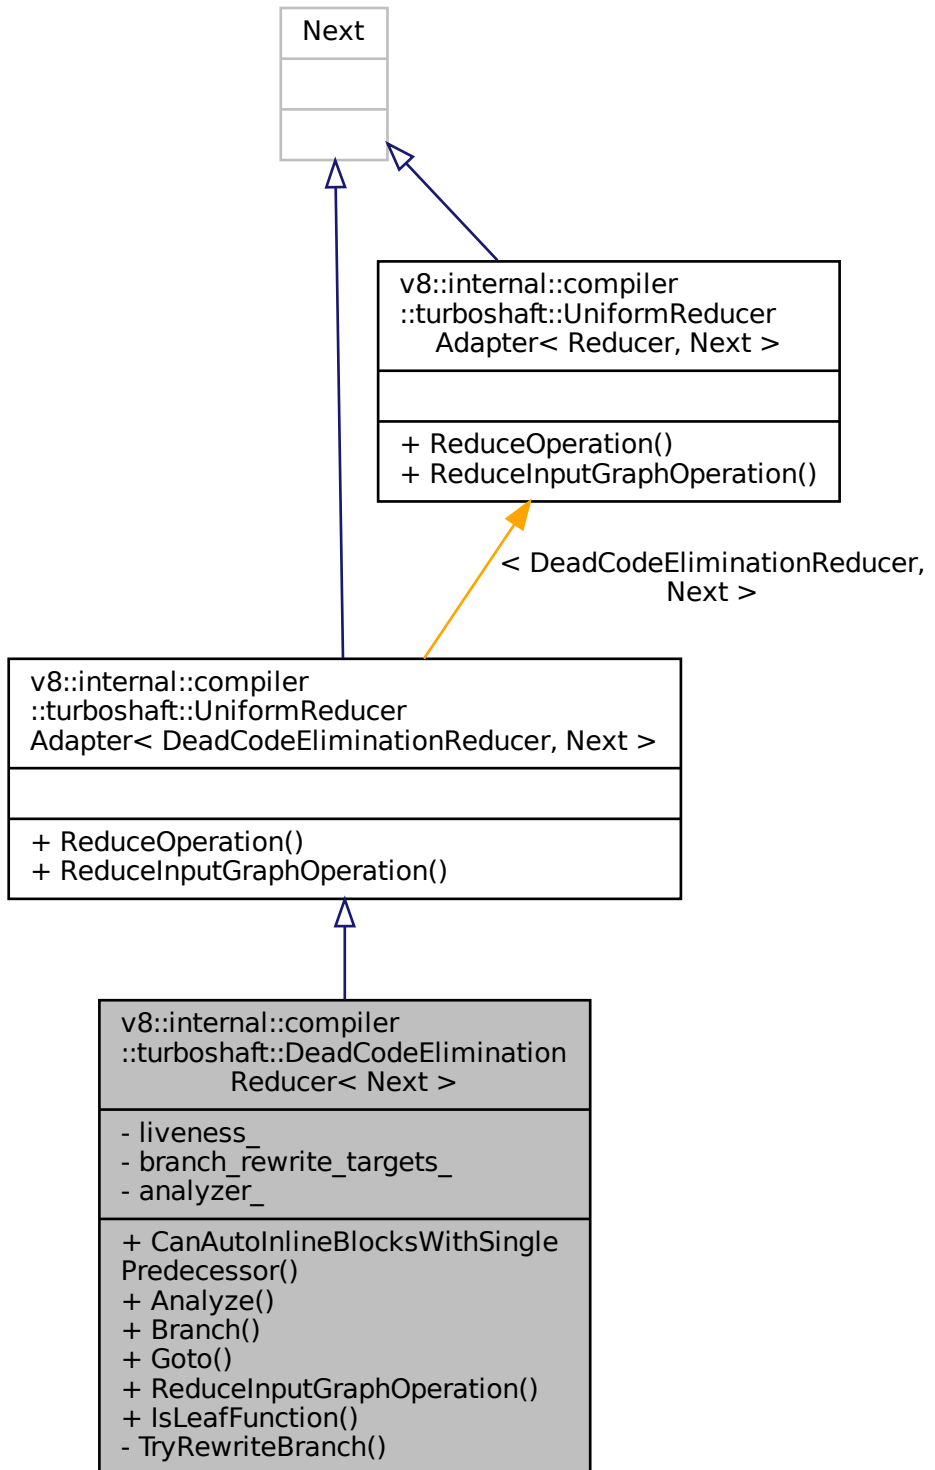 Next
v8::internal::compiler
::turboshaft::UniformReducer
Adapter< Reducer, Next >
+ ReduceOperation()
+ ReduceInputGraphOperation()
< DeadCodeEliminationReducer,
Next >
v8::internal::compiler
::turboshaft::UniformReducer
Adapter< DeadCodeEliminationReducer, Next >
+ ReduceOperation()
+ ReduceInputGraphOperation()
v8::internal::compiler
::turboshaft::DeadCodeElimination
Reducer< Next >
- liveness_
- branch_rewrite_targets_
- analyzer_
+ CanAutoInlineBlocksWithSingle
Predecessor()
+ Analyze()
+ Branch()
+ Goto()
+ ReduceInputGraphOperation()
+ IsLeafFunction()
- TryRewriteBranch()